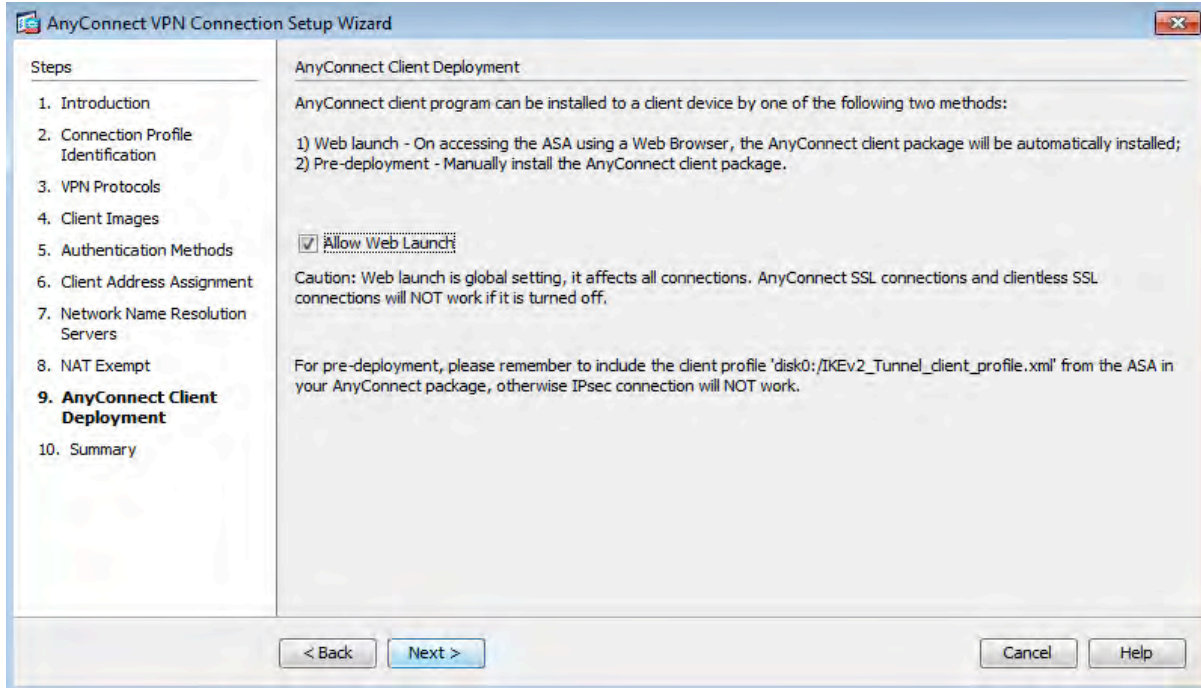 AnyConnect VPN Connection Setup Wizard
Steps
1. Introduction
2. Connection Profile
Identification
3. VPN Protocols
4. Client Images
5. Authentication Methods
6. Client Address Assignment
7. Network Name Resolution
Servers
8. NAT Exempt
9. AnyConnect Client
Deployment
10. Summary
AnyConnect Client Deployment
AnyConnect client program can be installed to a client device by one of the following two methods:
1) Web launch - On accessing the ASA using a Web Browser, the AnyConnect client package will be automatically installed;
2) Pre-deployment - Manually install the AnyConnect client package.
Allow Web Launch
Caution: Web launch is global setting, it affects all connections. AnyConnect SSL connections and clientless SSL
connections will NOT work if it is turned off.
For pre-deployment, please remember to include the client profile 'disk0:/IKEv2_Tunnel_client_profile.xml' from the ASA in
your AnyConnect package, otherwise IPsec connection will NOT work.
< Back
Next >
Cancel
Help